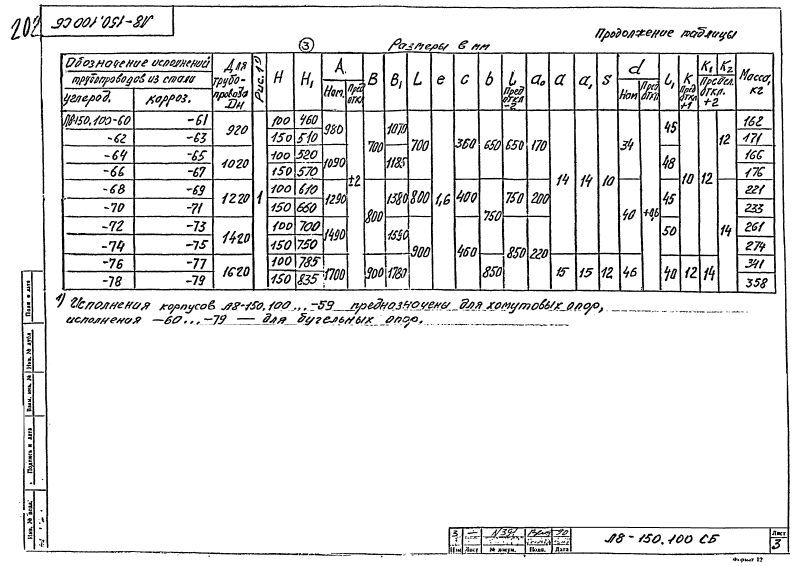 202
Л8-150.100 СБ
Продолжение таблицы
③ Размеры в мм
Обозначение исполнений трубопроводов из стали | Для трубопровода Dн | Рис. 1) | H | H₁ | A | B | B₁ | L | e | c | b | l Пред. откл. -2 | a₀ | a | a₁ | s | d | l₁ | K Пред. откл. +1 | K₁ | K₂ | Масса, кг
углерод. | корроз. | Ном. | Пред. откл. | Ном. | Пред. откл. | Пред. откл. +2
Л8-150.100-60 | -61 | 920 | 1 | 100 | 460 | 980 | ±2 | 700 | 1070 | 700 | 1,6 | 360 | 650 | 650 | 170 | 14 | 14 | 10 | 34 | +0,6 | 45 | 10 | 12 | 12 | 162
-62 | -63 | 150 | 510 | 171
-64 | -65 | 1020 | 100 | 520 | 1090 | 1185 | 48 | 166
-66 | -67 | 150 | 570 | 176
-68 | -69 | 1220 | 100 | 610 | 1290 | 800 | 1380 | 800 | 400 | 750 | 750 | 200 | 40 | 45 | 14 | 221
-70 | -71 | 150 | 660 | 233
-72 | -73 | 1420 | 100 | 700 | 1490 | 1590 | 900 | 460 | 850 | 220 | 50 | 261
-74 | -75 | 150 | 750 | 274
-76 | -77 | 1620 | 100 | 785 | 1700 | 900 | 1780 | 850 | 15 | 15 | 12 | 46 | 40 | 12 | 14 | 341
-78 | -79 | 150 | 835 | 358
1) Исполнения корпусов Л8-150.100...-59 предназначены для хомутовых опор,
исполнения -60...-79 — для бугельных опор.
Подп. и дата
Инв. № дубл.
Взам. инв. №
Подпись и дата
Инв. № подл.
3 | — | 90
Изм | Лист | № докум. | Подп. | Дата
Л8-150.100 СБ
Лист
3
Формат 12